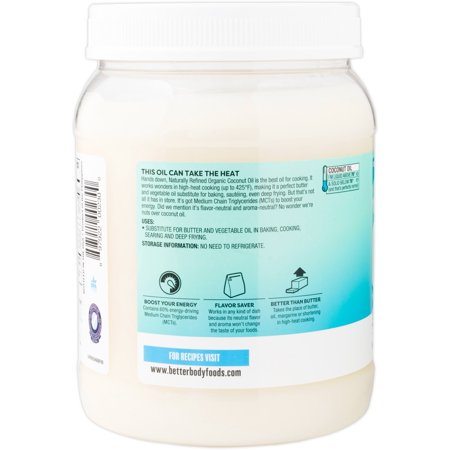 THIS OIL CAN TAKE THE HEAT
Hands down, Naturally Refined Organic Coconut Oil is the best oil for cooking. It
works wonders in high-heat cooking (up to 425°F), making it a perfect butter
and vegetable oil substitute for baking, sautéing, even deep frying. But that's not
all it has in store. It's got Medium Chain Triglycerides (MCTs) to boost your
energy. Did we mention it's flavor-neutral and aroma-neutral? No wonder we're
nuts over coconut oil.
USES:
• SUBSTITUTE FOR BUTTER AND VEGETABLE OIL IN BAKING, COOKING,
SEARING AND DEEP FRYING.
STORAGE INFORMATION: NO NEED TO REFRIGERATE.
COCONUT OIL
BOOST YOUR ENERGY
Contains 60% energy-driving
Medium Chain Triglycerides
(MCTs).
FLAVOR SAVER
Works in any kind of dish
because its neutral flavor
and aroma won't change
the taste of your foods.
BETTER THAN BUTTER
Takes the place of butter,
oil, margarine or shortening
in high-heat cooking.
FOR RECIPES VISIT
www.betterbodyfoods.com